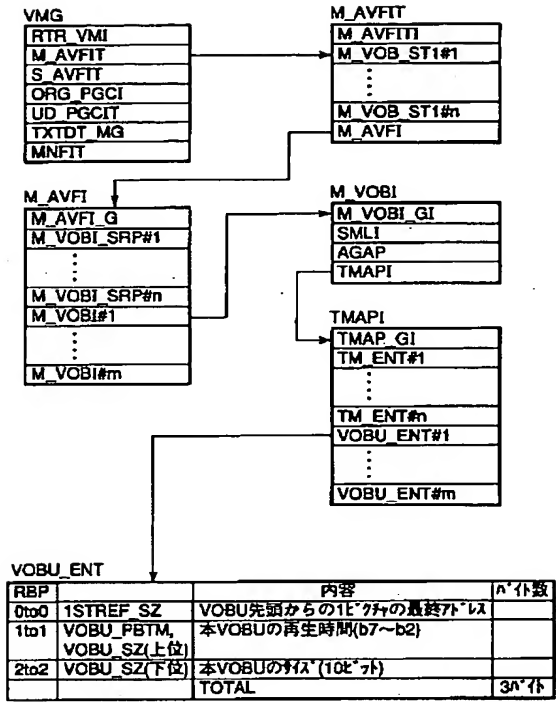 VMG
RTR_VMI
M_AVFIT
S_AVFIT
ORG_PGCI
UD_PGCIT
TXTDT_MG
MNFIT
M_AVFIT
M_AVFITI
M_VOB_ST1#1
M_VOB_ST1#n
M_AVFI
M_AVFI
M_AVFI_G
M_VOBI_SRP#1
M_VOBI_SRP#n
M_VOBI#1
M_VOBI#m
M_VOBI
M_VOBI_GI
SMLI
AGAP
TMAPI
TMAPI
TMAP_GI
TM_ENT#1
TM_ENT#n
VOBU_ENT#1
VOBU_ENT#m
VOBU_ENT
RBP 内容 ﾊﾞｲﾄ数
0to0 1STREF_SZ VOBU先頭からの1ﾋﾟｸﾁｬの最終ｱﾄﾞﾚｽ
1to1 VOBU_PBTM, 本VOBUの再生時間(b7～b2)
VOBU_SZ(上位)
2to2 VOBU_SZ(下位) 本VOBUのｻｲｽﾞ(10ﾋﾞｯﾄ)
TOTAL 3ﾊﾞｲﾄ